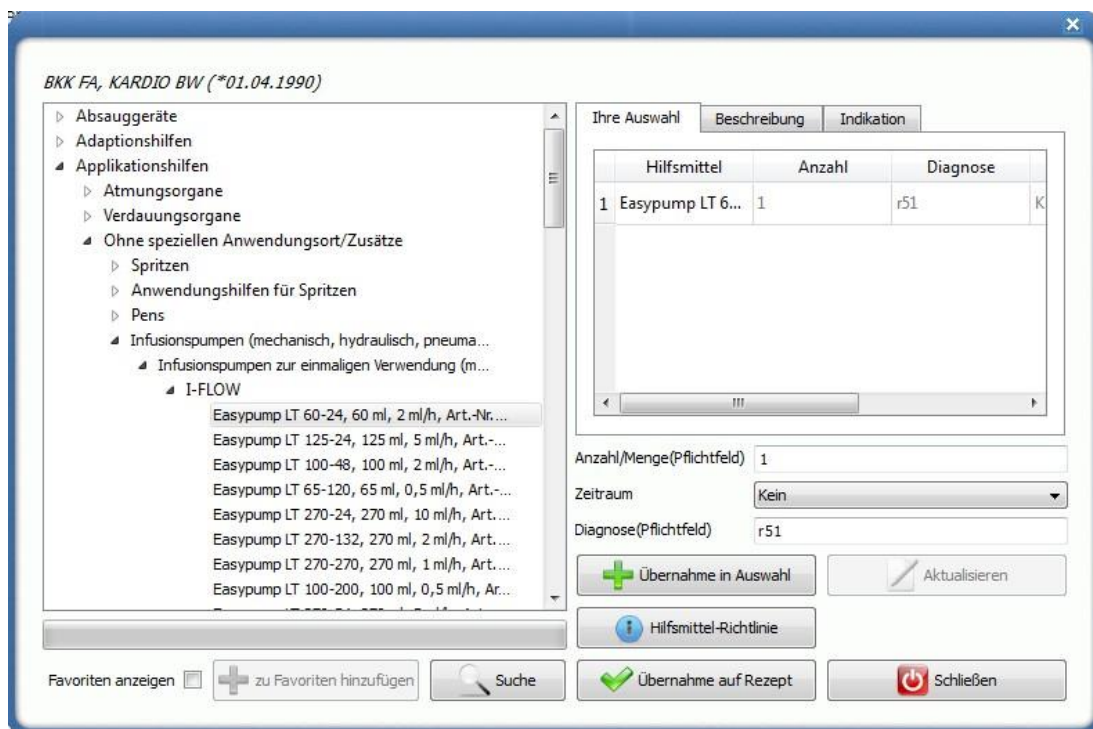 BKK FA, KARDIO BW (*01.04.1990)
Absauggeräte
Adaptionshilfen
Applikationshilfen
Atmungsorgane
Verdauungsorgane
Ohne speziellen Anwendungsort/Zusätze
Spritzen
Anwendungshilfen für Spritzen
Pens
Infusionspumpen (mechanisch, hydraulisch, pneuma...
Infusionspumpen zur einmaligen Verwendung (m...
I-FLOW
Easypump LT 60-24, 60 ml, 2 ml/h, Art.-Nr....
Easypump LT 125-24, 125 ml, 5 ml/h, Art.-...
Easypump LT 100-48, 100 ml, 2 ml/h, Art.-...
Easypump LT 65-120, 65 ml, 0,5 ml/h, Art.-...
Easypump LT 270-24, 270 ml, 10 ml/h, Art....
Easypump LT 270-132, 270 ml, 2 ml/h, Art....
Easypump LT 270-270, 270 ml, 1 ml/h, Art....
Easypump LT 100-200, 100 ml, 0,5 ml/h, Ar...
Favoriten anzeigen
zu Favoriten hinzufügen
Suche
Ihre Auswahl Beschreibung Indikation
Hilfsmittel Anzahl Diagnose
1 Easypump LT 6... 1 r51 K
Anzahl/Menge(Pflichtfeld) 1
Zeitraum Kein
Diagnose(Pflichtfeld) r51
Übernahme in Auswahl Aktualisieren
Hilfsmittel-Richtlinie
Übernahme auf Rezept Schließen